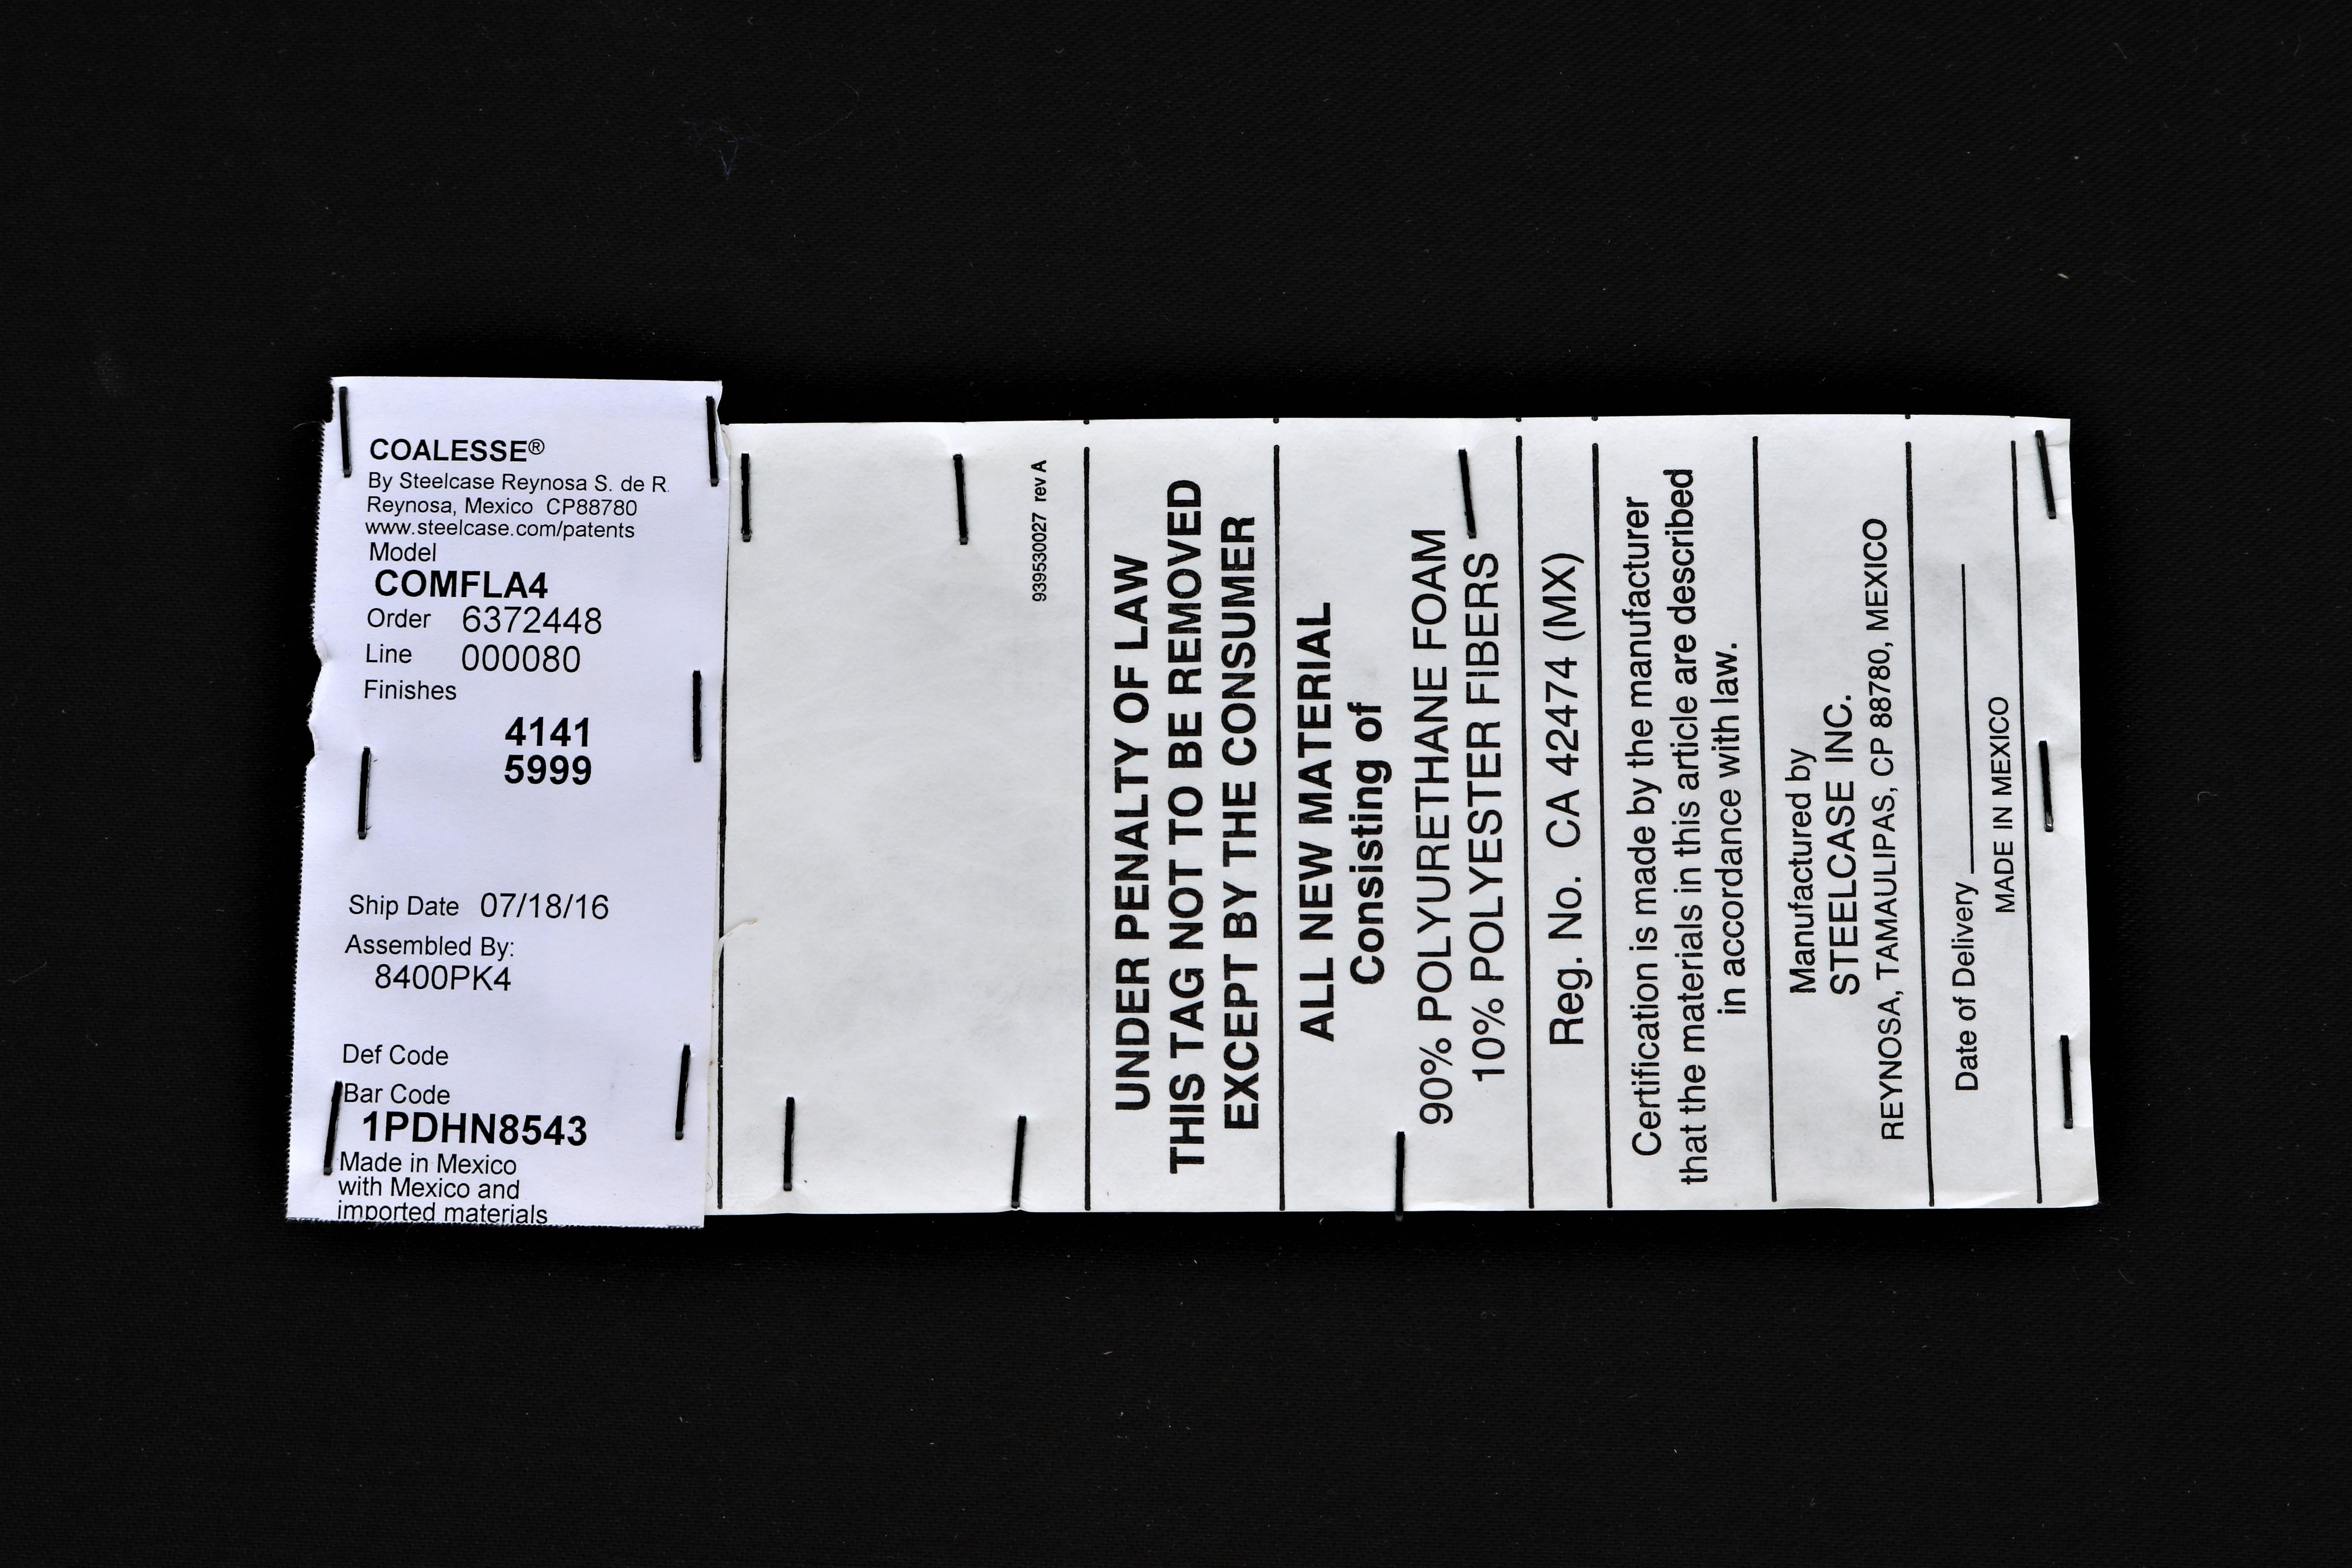 COALESSE®
By Steelcase Reynosa S. de R.
Reynosa, Mexico CP88780
www.steelcase.com/patents
Model
COMFLA4
Order 6372448
Line 000080
Finishes
4141
5999
Ship Date 07/18/16
Assembled By:
8400PK4
Def Code
Bar Code
1PDHN8543
Made in Mexico
with Mexico and
imported materials
939530027 rev A
UNDER PENALTY OF LAW
THIS TAG NOT TO BE REMOVED
EXCEPT BY THE CONSUMER
ALL NEW MATERIAL
Consisting of
90% POLYURETHANE FOAM
10% POLYESTER FIBERS
Reg. No. CA 42474 (MX)
Certification is made by the manufacturer
that the materials in this article are described
in accordance with law.
Manufactured by
STEELCASE INC.
REYNOSA, TAMAULIPAS, CP 88780, MEXICO
Date of Delivery
MADE IN MEXICO